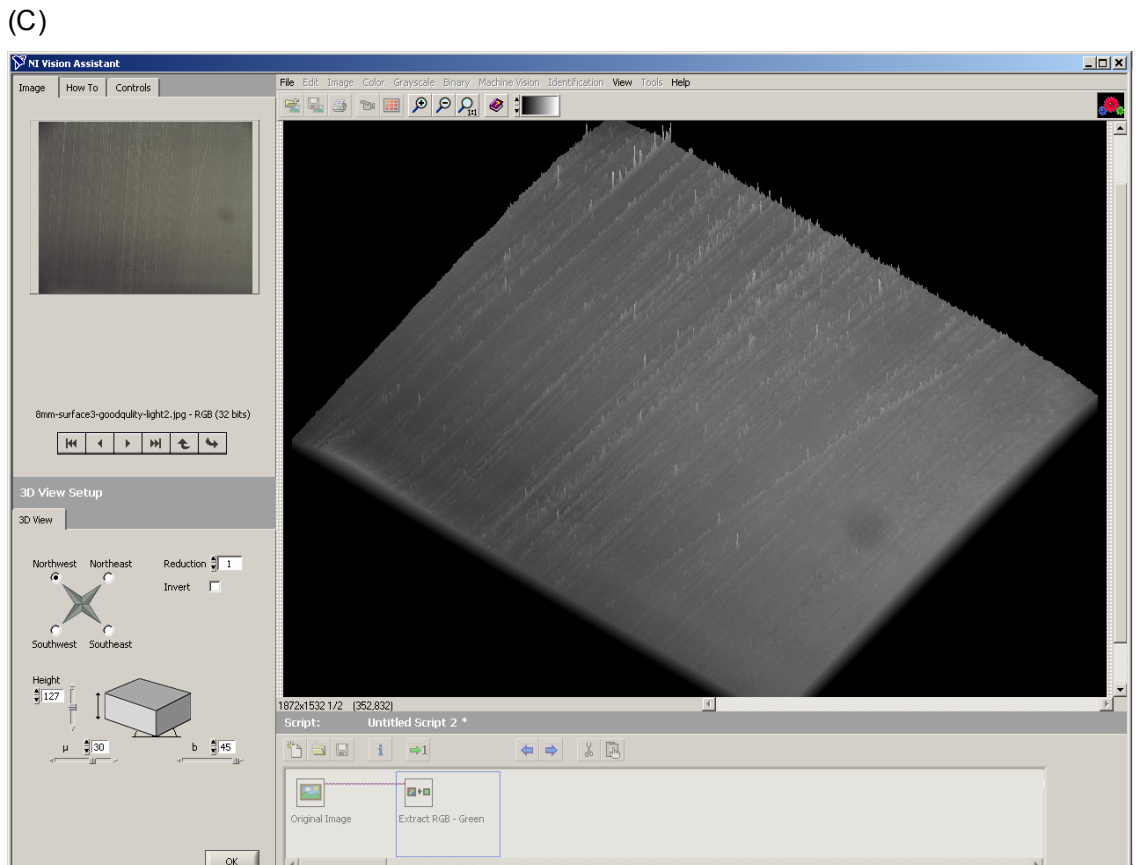 (C)
NI Vision Assistant
Image How To Controls
File Edit Image Color Grayscale Binary Machine Vision Identification View Tools Help
1:1
8mm-surface3-goodqulity-light2.jpg - RGB (32 bits)
3D View Setup
3D View
Northwest Northeast Reduction 1
Invert
Southwest Southeast
Height
127
µ 30 b 45
OK
1872x1532 1/2 (352,832)
Script: Untitled Script 2 *
1
Original Image Extract RGB - Green